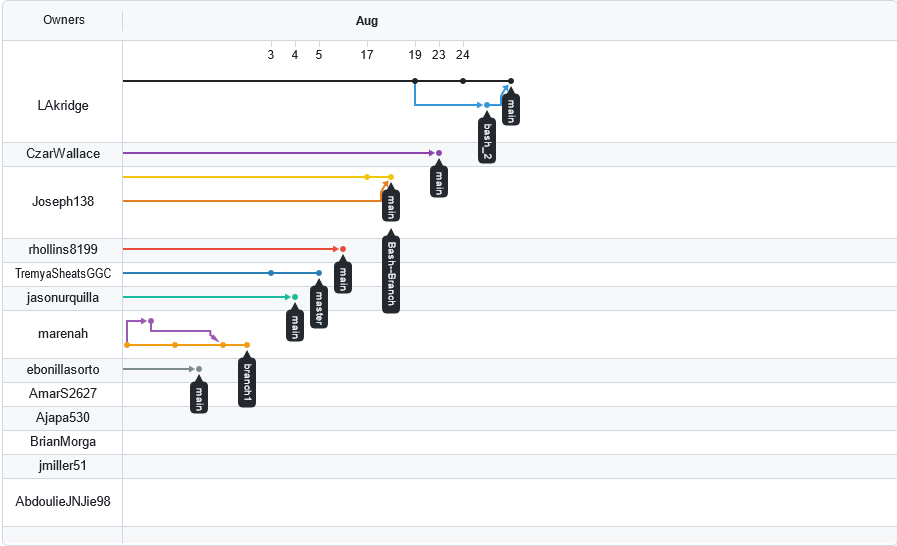 Owners
Aug
3 4 5 17 19 23 24
LAkridge
main
bash_2
CzarWallace
main
Joseph138
main
Bash--Branch
rhollins8199
main
TremyaSheatsGGC
master
jasonurquilla
main
marenah
branch1
ebonillasorto
main
AmarS2627
Ajapa530
BrianMorga
jmiller51
AbdoulieJNJie98